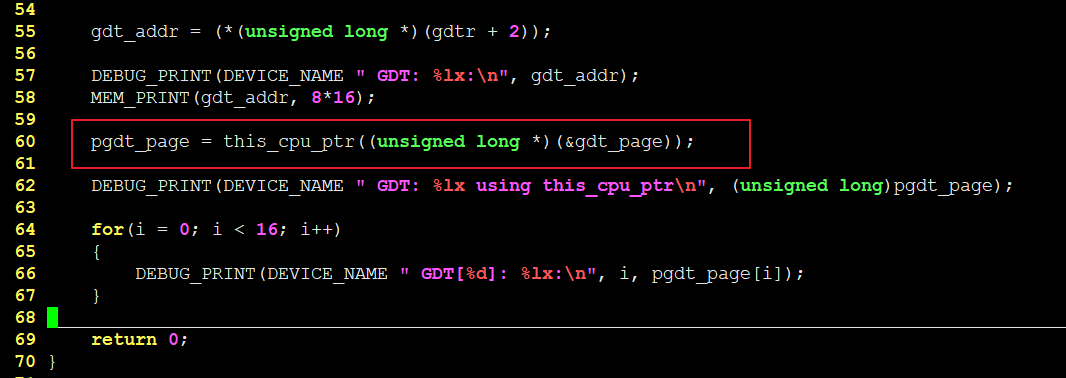 54
55     gdt_addr = (*(unsigned long *)(gdtr + 2));
56
57     DEBUG_PRINT(DEVICE_NAME " GDT: %lx:\n", gdt_addr);
58     MEM_PRINT(gdt_addr, 8*16);
59
60     pgdt_page = this_cpu_ptr((unsigned long *)(&gdt_page));
61
62     DEBUG_PRINT(DEVICE_NAME " GDT: %lx using this_cpu_ptr\n", (unsigned long)pgdt_page);
63
64     for(i = 0; i < 16; i++)
65     {
66         DEBUG_PRINT(DEVICE_NAME " GDT[%d]: %lx:\n", i, pgdt_page[i]);
67     }
68
69     return 0;
70 }